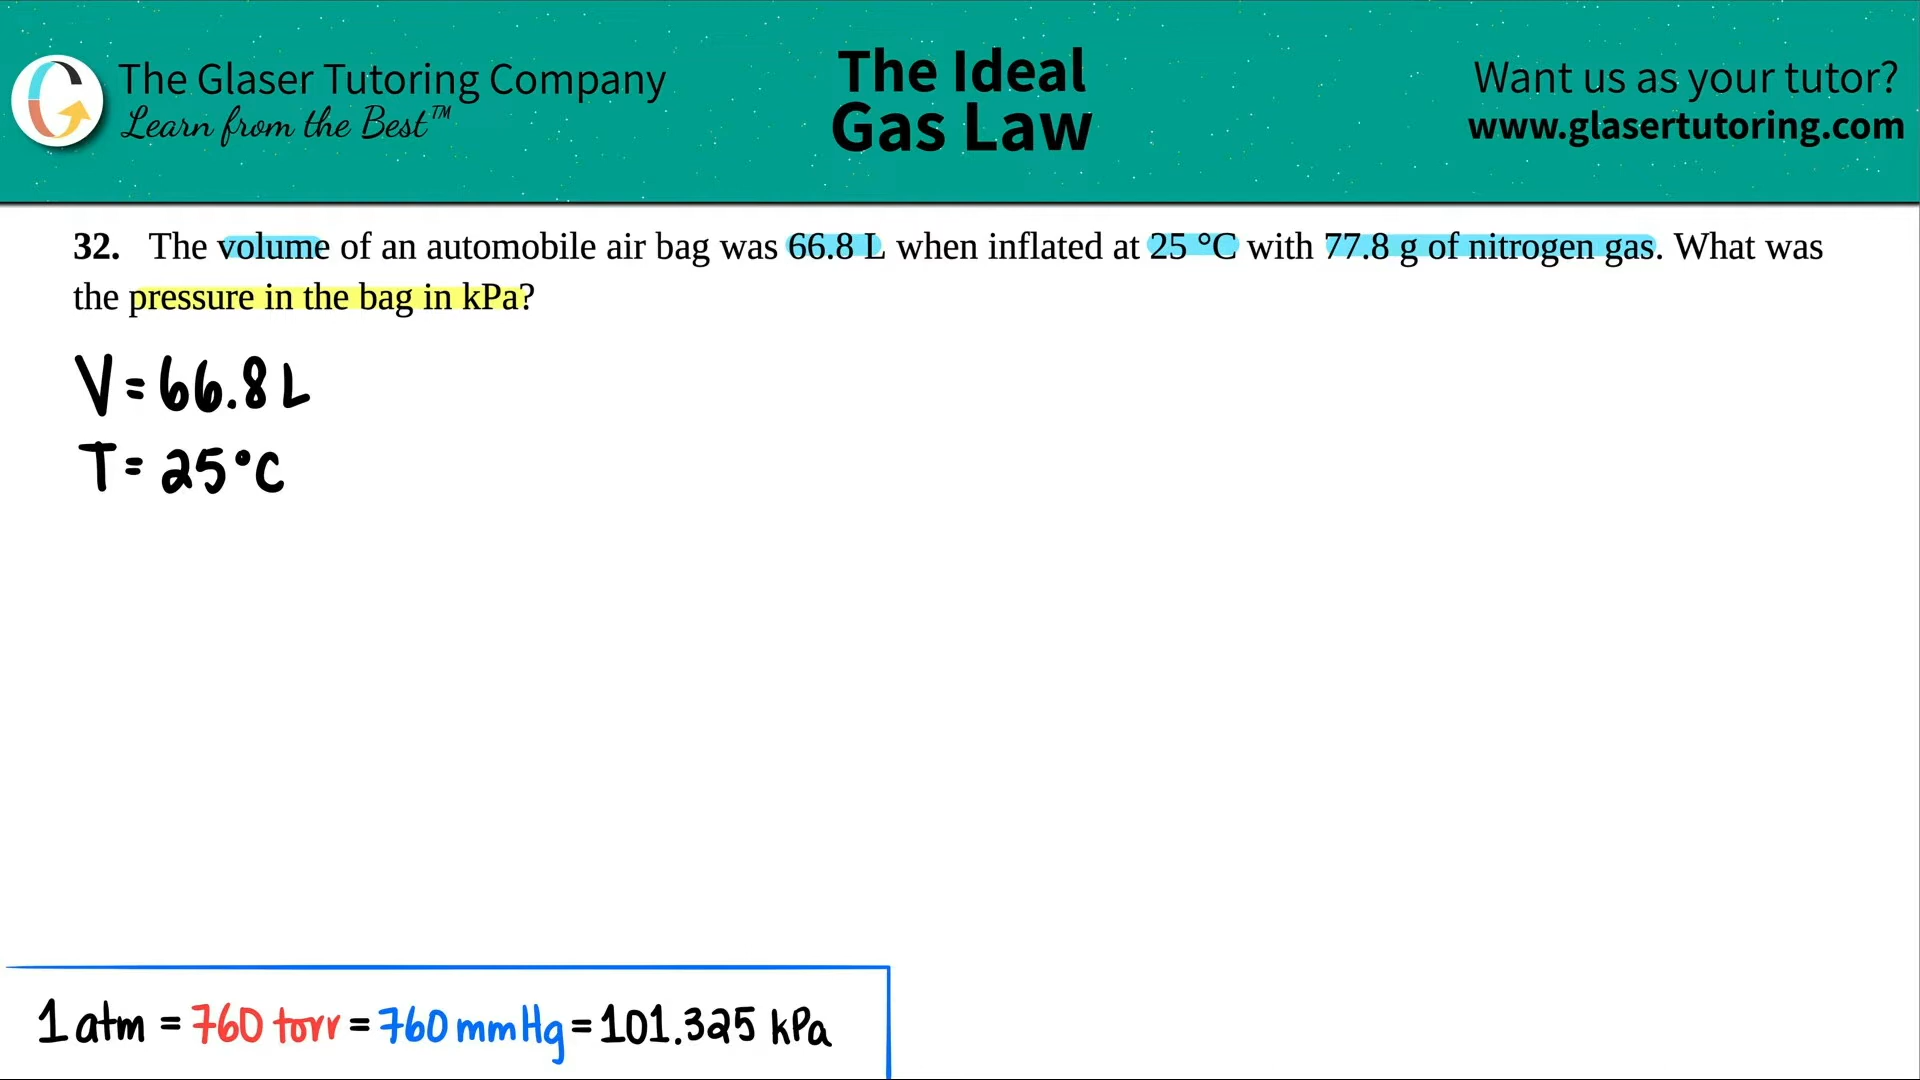 The Glaser Tutoring Company
Learn from the Best™
The Ideal
Gas Law
Want us as your tutor?
www.glasertutoring.com
32. The volume of an automobile air bag was 66.8 L when inflated at 25 °C with 77.8 g of nitrogen gas. What was
the pressure in the bag in kPa?
V = 66.8 L
T = 25°C
1 atm = 760 torr = 760 mmHg = 101.325 kPa